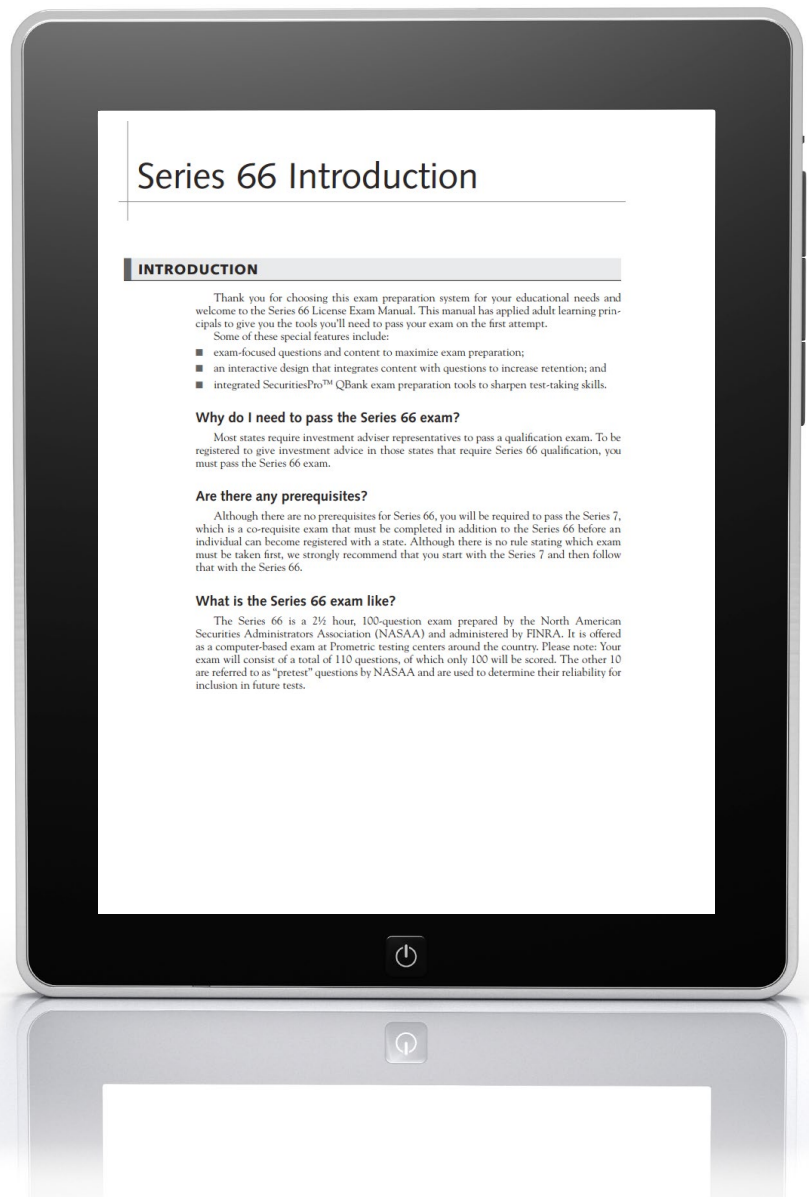 Series 66 Introduction
INTRODUCTION
Thank you for choosing this exam preparation system for your educational needs and
welcome to the Series 66 License Exam Manual. This manual has applied adult learning prin-
cipals to give you the tools you'll need to pass your exam on the first attempt.
Some of these special features include:
■ exam-focused questions and content to maximize exam preparation;
■ an interactive design that integrates content with questions to increase retention; and
■ integrated SecuritiesPro™ QBank exam preparation tools to sharpen test-taking skills.
Why do I need to pass the Series 66 exam?
Most states require investment adviser representatives to pass a qualification exam. To be
registered to give investment advice in those states that require Series 66 qualification, you
must pass the Series 66 exam.
Are there any prerequisites?
Although there are no prerequisites for Series 66, you will be required to pass the Series 7,
which is a co-requisite exam that must be completed in addition to the Series 66 before an
individual can become registered with a state. Although there is no rule stating which exam
must be taken first, we strongly recommend that you start with the Series 7 and then follow
that with the Series 66.
What is the Series 66 exam like?
The Series 66 is a 2½ hour, 100-question exam prepared by the North American
Securities Administrators Association (NASAA) and administered by FINRA. It is offered
as a computer-based exam at Prometric testing centers around the country. Please note: Your
exam will consist of a total of 110 questions, of which only 100 will be scored. The other 10
are referred to as “pretest” questions by NASAA and are used to determine their reliability for
inclusion in future tests.